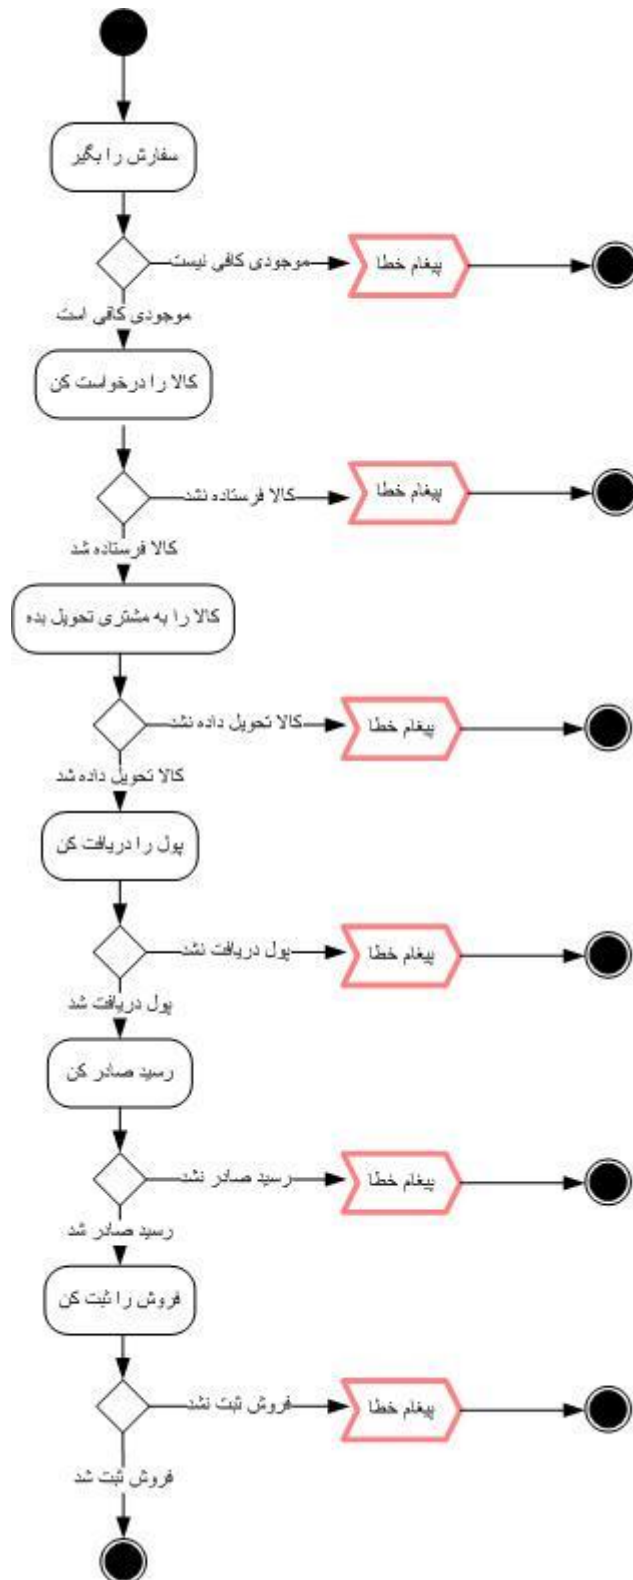 سفارش را بگیر
موجودی کافی نیست
پیغام خطا
موجودی کافی است
کالا را درخواست کن
کالا فرستاده نشد
پیغام خطا
کالا فرستاده شد
کالا را به مشتری تحویل بده
کالا تحویل داده نشد
پیغام خطا
کالا تحویل داده شد
پول را دریافت کن
پول دریافت نشد
پیغام خطا
پول دریافت شد
رسید صادر کن
رسید صادر نشد
پیغام خطا
رسید صادر شد
فروش را ثبت کن
فروش ثبت نشد
پیغام خطا
فروش ثبت شد